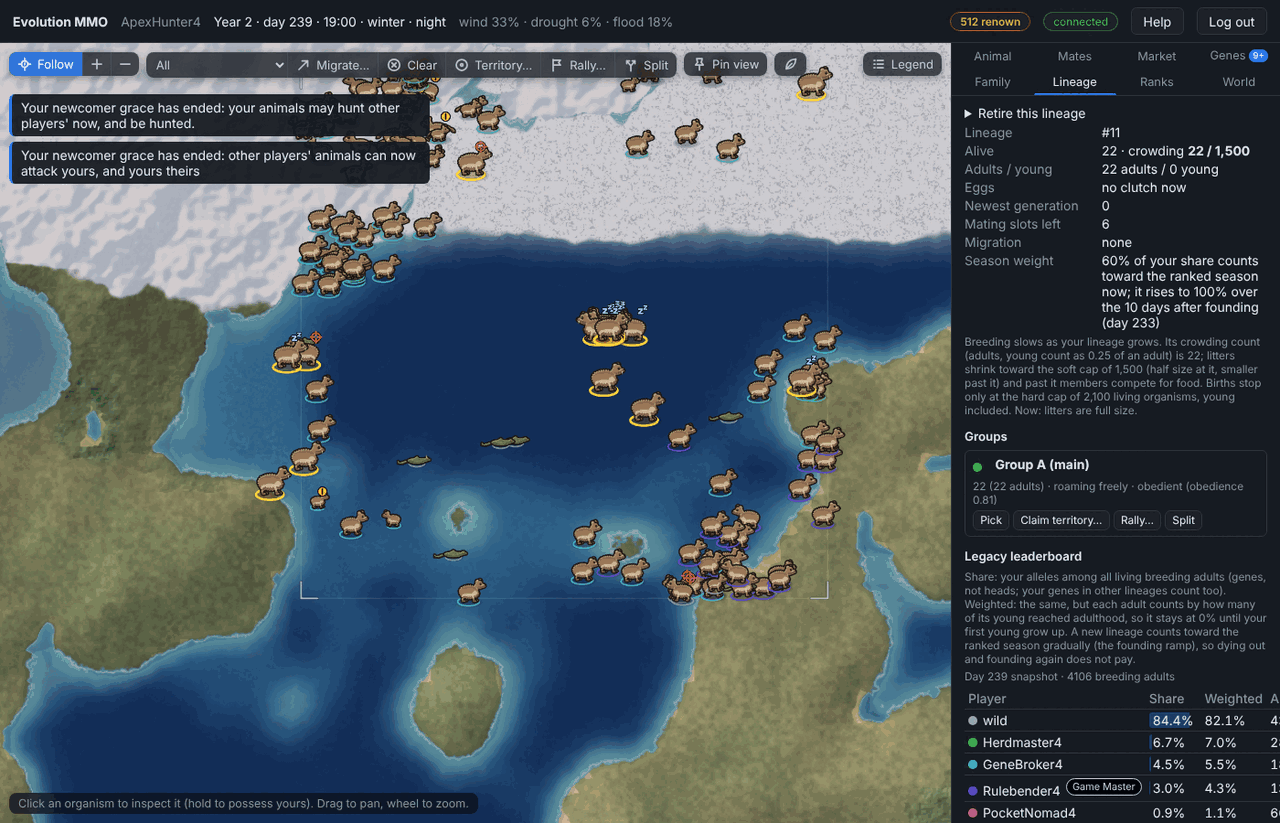 Evolution MMO ApexHunter4 Year 2 · day 239 · 19:00 · winter · night wind 33% · drought 6% · flood 18% 512 renown connected Help Log out
Follow + − All Migrate... Clear Territory... Rally... Split Pin view Legend
Your newcomer grace has ended: your animals may hunt other
players' now, and be hunted.
Your newcomer grace has ended: other players' animals can now
attack yours, and yours theirs
Click an organism to inspect it (hold to possess yours). Drag to pan, wheel to zoom.
Animal Mates Market Genes 9+
Family Lineage Ranks World
Retire this lineage
Lineage #11
Alive 22 · crowding 22 / 1,500
Adults / young 22 adults / 0 young
Eggs no clutch now
Newest generation 0
Mating slots left 6
Migration none
Season weight 60% of your share counts
toward the ranked season
now; it rises to 100% over
the 10 days after founding
(day 233)
Breeding slows as your lineage grows. Its crowding count
(adults, young count as 0.25 of an adult) is 22; litters
shrink toward the soft cap of 1,500 (half size at it, smaller
past it) and past it members compete for food. Births stop
only at the hard cap of 2,100 living organisms, young
included. Now: litters are full size.
Groups
Group A (main)
22 (22 adults) · roaming freely · obedient (obedience
0.81)
Pick Claim territory... Rally... Split
Legacy leaderboard
Share: your alleles among all living breeding adults (genes,
not heads; your genes in other lineages count too).
Weighted: the same, but each adult counts by how many
of its young reached adulthood, so it stays at 0% until your
first young grow up. A new lineage counts toward the
ranked season gradually (the founding ramp), so dying out
and founding again does not pay.
Day 239 snapshot · 4106 breeding adults
Player Share Weighted
wild 84.4% 82.1%
Herdmaster4 6.7% 7.0%
GeneBroker4 4.5% 5.5%
Rulebender4 Game Master 3.0% 4.3%
PocketNomad4 0.9% 1.1%